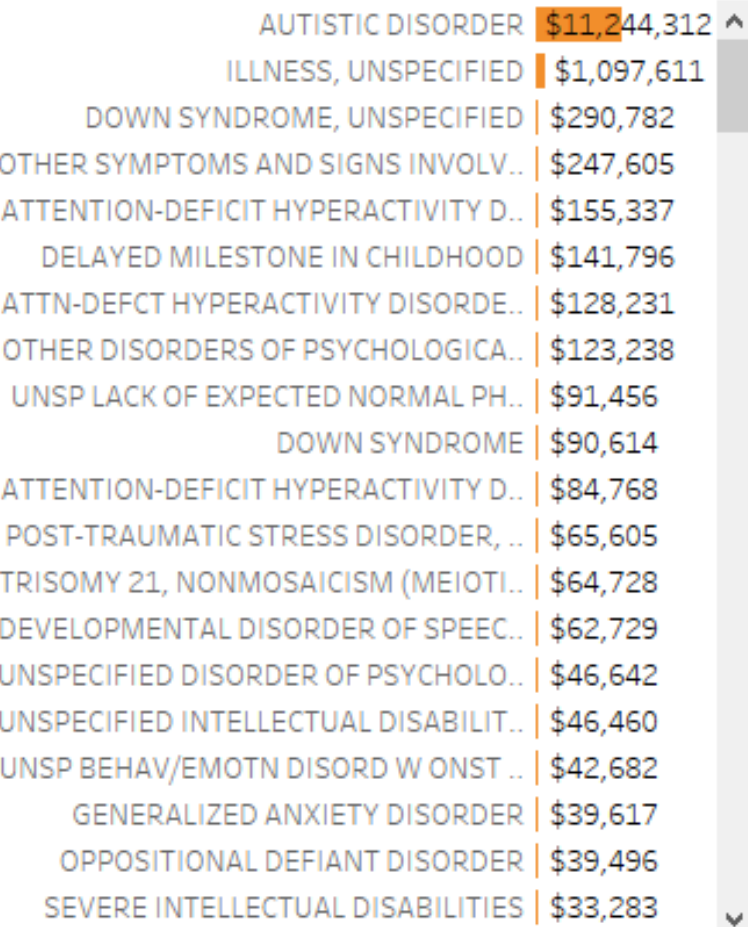 AUTISTIC DISORDER $11,244,312
ILLNESS, UNSPECIFIED $1,097,611
DOWN SYNDROME, UNSPECIFIED $290,782
OTHER SYMPTOMS AND SIGNS INVOLV.. $247,605
ATTENTION-DEFICIT HYPERACTIVITY D.. $155,337
DELAYED MILESTONE IN CHILDHOOD $141,796
ATTN-DEFCT HYPERACTIVITY DISORDE.. $128,231
OTHER DISORDERS OF PSYCHOLOGICA.. $123,238
UNSP LACK OF EXPECTED NORMAL PH.. $91,456
DOWN SYNDROME $90,614
ATTENTION-DEFICIT HYPERACTIVITY D.. $84,768
POST-TRAUMATIC STRESS DISORDER, .. $65,605
TRISOMY 21, NONMOSAICISM (MEIOTI.. $64,728
DEVELOPMENTAL DISORDER OF SPEEC.. $62,729
UNSPECIFIED DISORDER OF PSYCHOLO.. $46,642
UNSPECIFIED INTELLECTUAL DISABILIT.. $46,460
UNSP BEHAV/EMOTN DISORD W ONST .. $42,682
GENERALIZED ANXIETY DISORDER $39,617
OPPOSITIONAL DEFIANT DISORDER $39,496
SEVERE INTELLECTUAL DISABILITIES $33,283